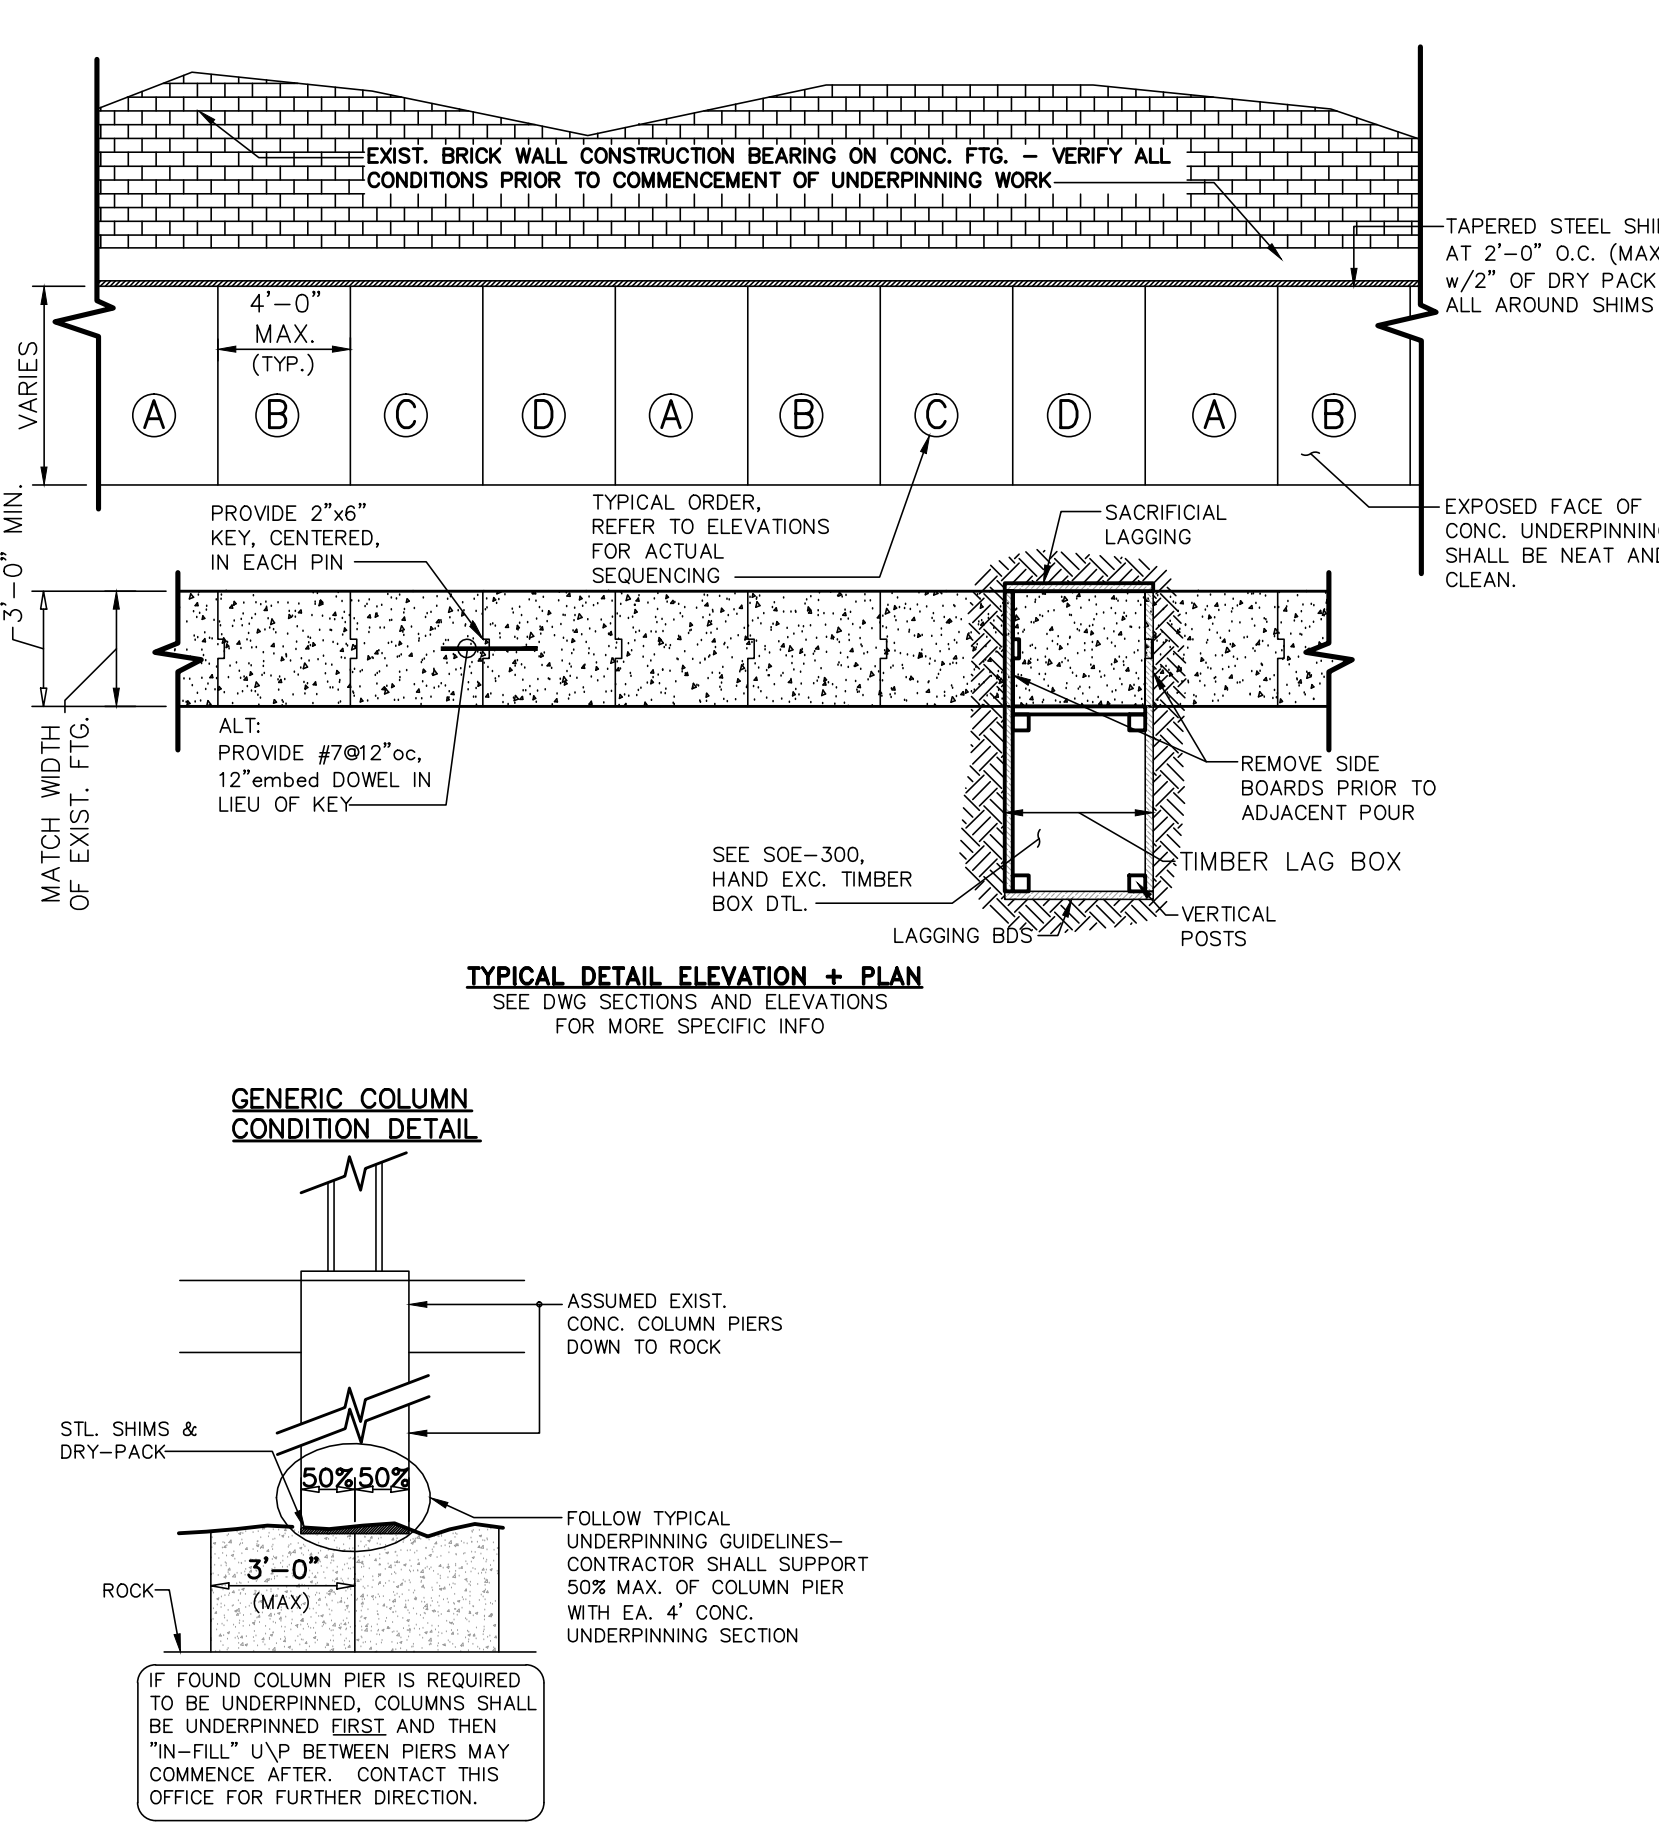 EXIST. BRICK WALL CONSTRUCTION BEARING ON CONC. FTG. – VERIFY ALL
CONDITIONS PRIOR TO COMMENCEMENT OF UNDERPINNING WORK
TAPERED STEEL SHI
AT 2'–0" O.C. (MAX
w/2" OF DRY PACK
ALL AROUND SHIMS
4'–0"
MAX.
(TYP.)
VARIES
A
B
C
D
A
B
C
D
A
B
3'–0" MIN.
PROVIDE 2"x6"
KEY, CENTERED,
IN EACH PIN
TYPICAL ORDER,
REFER TO ELEVATIONS
FOR ACTUAL
SEQUENCING
SACRIFICIAL
LAGGING
EXPOSED FACE OF
CONC. UNDERPINNING
SHALL BE NEAT AND
CLEAN.
MATCH WIDTH
OF EXIST. FTG.
ALT:
PROVIDE #7@12"oc,
12"embed DOWEL IN
LIEU OF KEY
REMOVE SIDE
BOARDS PRIOR TO
ADJACENT POUR
SEE SOE–300,
HAND EXC. TIMBER
BOX DTL.
TIMBER LAG BOX
LAGGING BDS
VERTICAL
POSTS
TYPICAL DETAIL ELEVATION + PLAN
SEE DWG SECTIONS AND ELEVATIONS
FOR MORE SPECIFIC INFO
GENERIC COLUMN
CONDITION DETAIL
ASSUMED EXIST.
CONC. COLUMN PIERS
DOWN TO ROCK
STL. SHIMS &
DRY–PACK
50% 50%
FOLLOW TYPICAL
UNDERPINNING GUIDELINES–
CONTRACTOR SHALL SUPPORT
50% MAX. OF COLUMN PIER
WITH EA. 4' CONC.
UNDERPINNING SECTION
3'–0"
(MAX)
ROCK
IF FOUND COLUMN PIER IS REQUIRED
TO BE UNDERPINNED, COLUMNS SHALL
BE UNDERPINNED FIRST AND THEN
"IN–FILL" U\P BETWEEN PIERS MAY
COMMENCE AFTER. CONTACT THIS
OFFICE FOR FURTHER DIRECTION.